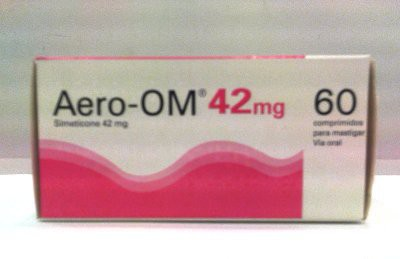 Aero-OM® 42mg
Simeticone 42 mg
60
comprimidos
para mastigar
Via oral